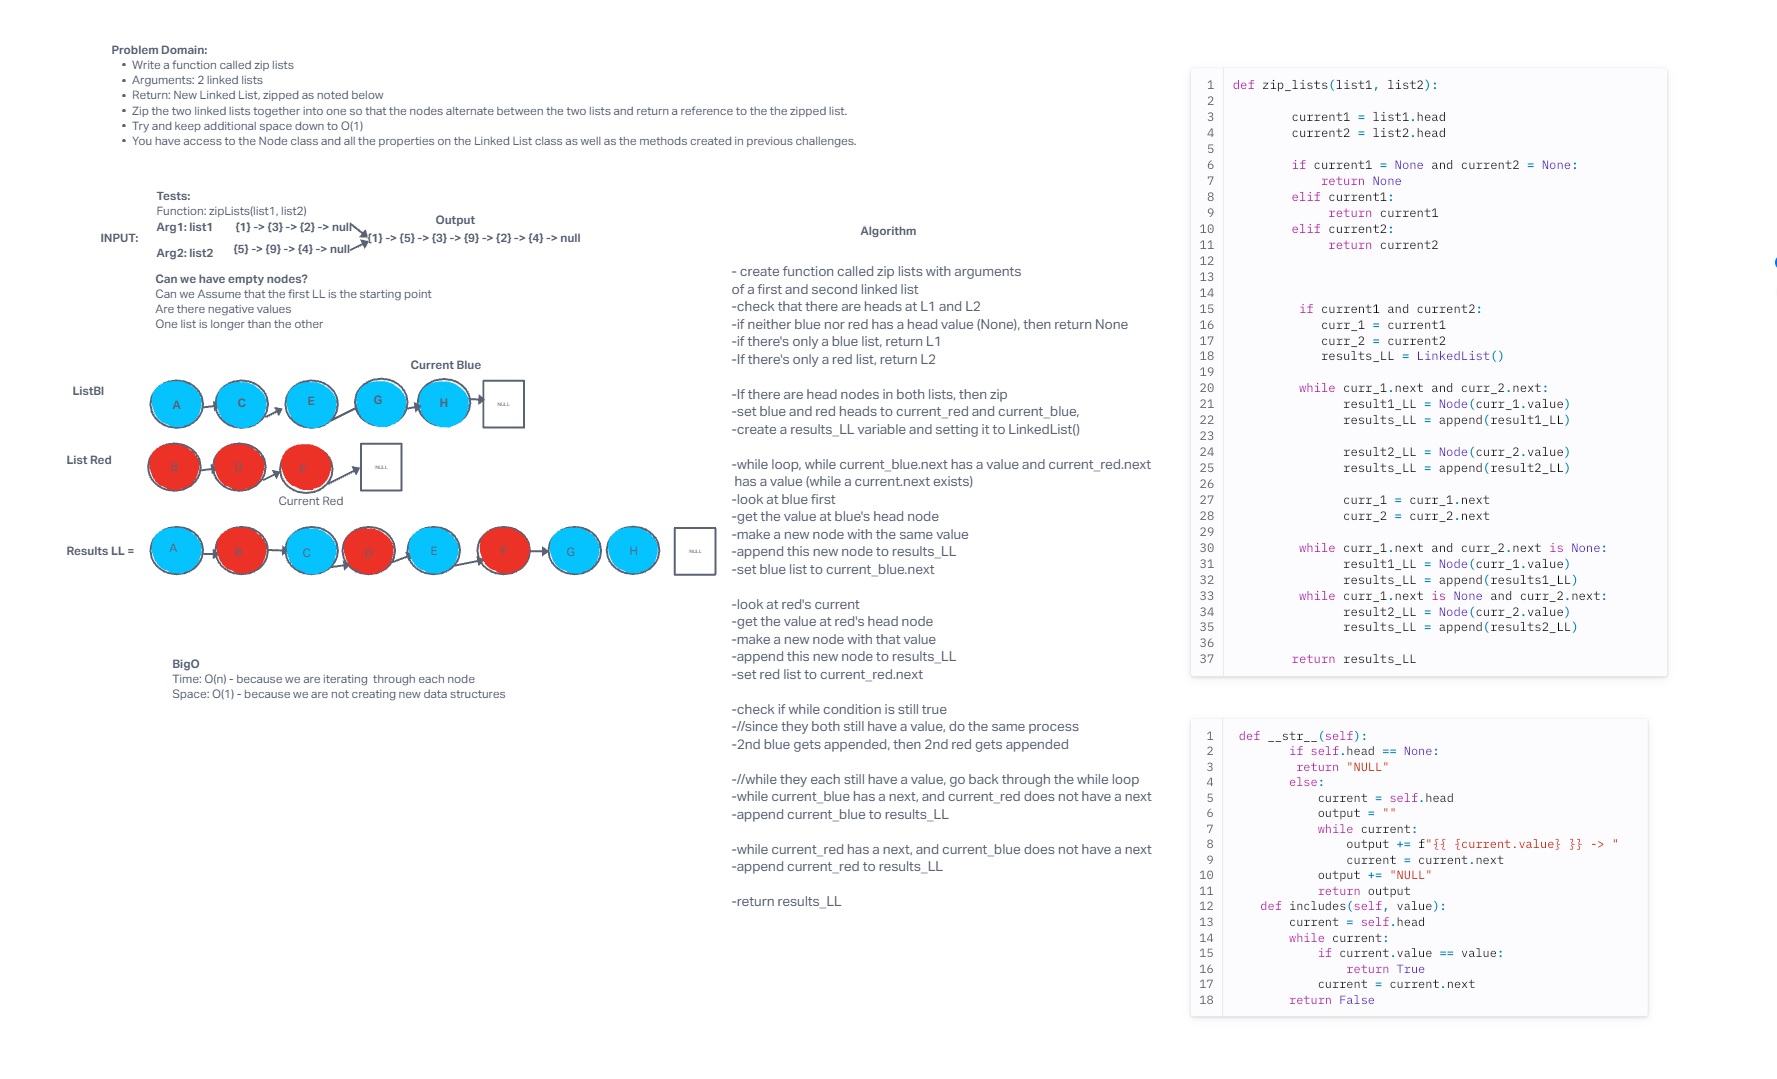 Problem Domain:
• Write a function called zip lists
• Arguments: 2 linked lists
• Return: New Linked List, zipped as noted below
• Zip the two linked lists together into one so that the nodes alternate between the two lists and return a reference to the the zipped list.
• Try and keep additional space down to O(1)
• You have access to the Node class and all the properties on the Linked List class as well as the methods created in previous challenges.
Tests:
Function: zipLists(list1, list2)
INPUT:
Arg1: list1 {1} -> {3} -> {2} -> null
Arg2: list2 {5} -> {9} -> {4} -> null
Output
{1} -> {5} -> {3} -> {9} -> {2} -> {4} -> null
Can we have empty nodes?
Can we Assume that the first LL is the starting point
Are there negative values
One list is longer than the other
Current Blue
ListBl
A C E G H NULL
List Red
B D F NULL
Current Red
Results LL =
A B C D E F G H NULL
BigO
Time: O(n) - because we are iterating through each node
Space: O(1) - because we are not creating new data structures
Algorithm
- create function called zip lists with arguments
of a first and second linked list
-check that there are heads at L1 and L2
-if neither blue nor red has a head value (None), then return None
-if there's only a blue list, return L1
-If there's only a red list, return L2
-If there are head nodes in both lists, then zip
-set blue and red heads to current_red and current_blue,
-create a results_LL variable and setting it to LinkedList()
-while loop, while current_blue.next has a value and current_red.next
has a value (while a current.next exists)
-look at blue first
-get the value at blue's head node
-make a new node with the same value
-append this new node to results_LL
-set blue list to current_blue.next
-look at red's current
-get the value at red's head node
-make a new node with that value
-append this new node to results_LL
-set red list to current_red.next
-check if while condition is still true
-//since they both still have a value, do the same process
-2nd blue gets appended, then 2nd red gets appended
-//while they each still have a value, go back through the while loop
-while current_blue has a next, and current_red does not have a next
-append current_blue to results_LL
-while current_red has a next, and current_blue does not have a next
-append current_red to results_LL
-return results_LL
1 def zip_lists(list1, list2):
2
3 current1 = list1.head
4 current2 = list2.head
5
6 if current1 = None and current2 = None:
7 return None
8 elif current1:
9 return current1
10 elif current2:
11 return current2
12
13
14
15 if current1 and current2:
16 curr_1 = current1
17 curr_2 = current2
18 results_LL = LinkedList()
19
20 while curr_1.next and curr_2.next:
21 result1_LL = Node(curr_1.value)
22 results_LL = append(result1_LL)
23
24 result2_LL = Node(curr_2.value)
25 results_LL = append(result2_LL)
26
27 curr_1 = curr_1.next
28 curr_2 = curr_2.next
29
30 while curr_1.next and curr_2.next is None:
31 result1_LL = Node(curr_1.value)
32 results_LL = append(results1_LL)
33 while curr_1.next is None and curr_2.next:
34 result2_LL = Node(curr_2.value)
35 results_LL = append(results2_LL)
36
37 return results_LL
1 def __str__(self):
2 if self.head == None:
3 return "NULL"
4 else:
5 current = self.head
6 output = ""
7 while current:
8 output += f"{{ {current.value} }} -> "
9 current = current.next
10 output += "NULL"
11 return output
12 def includes(self, value):
13 current = self.head
14 while current:
15 if current.value == value:
16 return True
17 current = current.next
18 return False